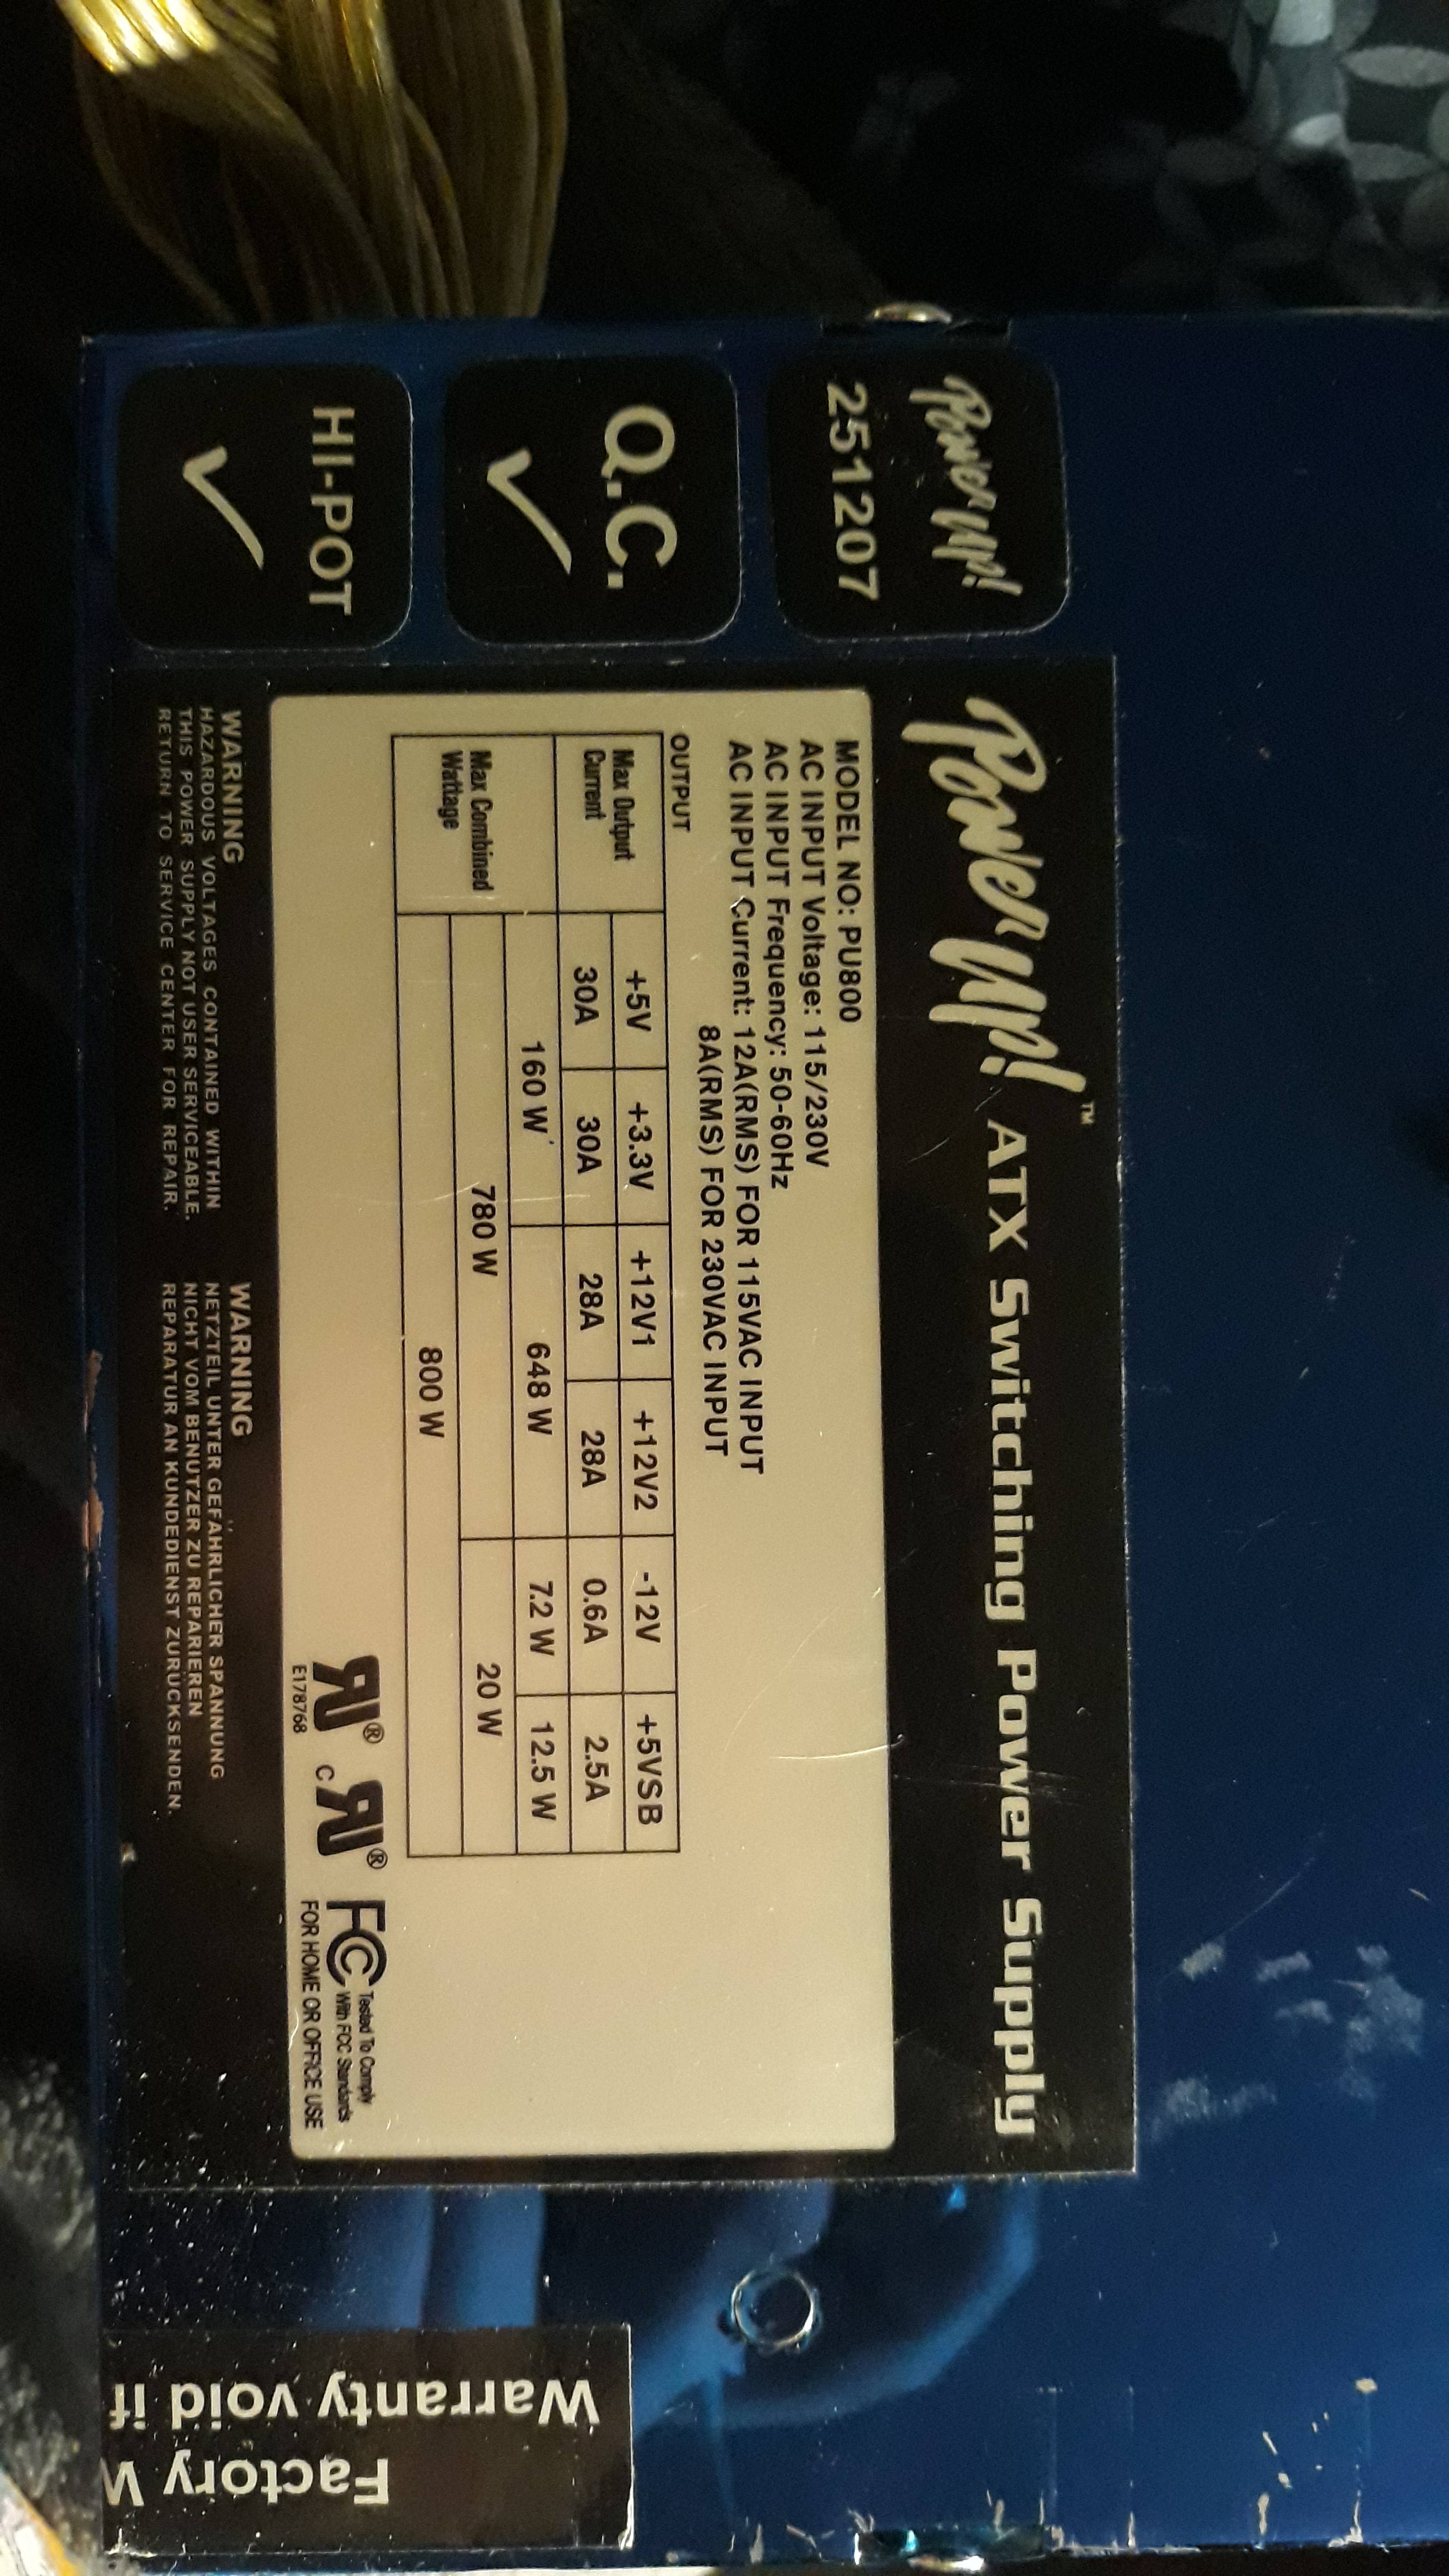 Power Up!
251207
Q.C.
HI-POT
Power Up!™ ATX Switching Power Supply
MODEL NO: PU800
AC INPUT Voltage: 115/230V
AC INPUT Frequency: 50-60Hz
AC INPUT Current: 12A(RMS) FOR 115VAC INPUT
8A(RMS) FOR 230VAC INPUT
OUTPUT
+5V +3.3V +12V1 +12V2 -12V +5VSB
Max Output Current 30A 30A 28A 28A 0.6A 2.5A
Max Combined Wattage 160 W 648 W 7.2 W 12.5 W
780 W 20 W
800 W
E178768
c
®
®
FC Tested To Comply
With FCC Standards
FOR HOME OR OFFICE USE
WARNING
HAZARDOUS VOLTAGES CONTAINED WITHIN
THIS POWER SUPPLY NOT USER SERVICEABLE.
RETURN TO SERVICE CENTER FOR REPAIR.
WARNING
NETZTEIL UNTER GEFÄHRLICHER SPANNUNG
NICHT VOM BENUTZER ZU REPARIEREN
REPARATUR AN KUNDEDIENST ZURÜCKSENDEN.
Factory W
Warranty void if